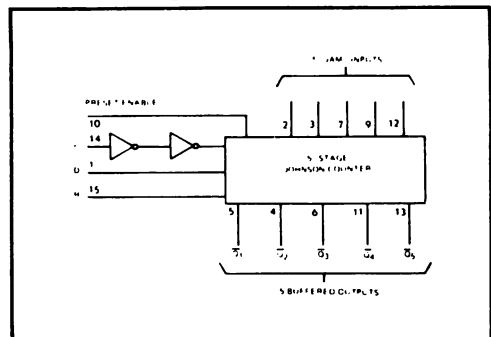 JAM INPUTS
PRESET ENABLE
10
14
D 1
15
2 3 7 9 12
5 STAGE
JOHNSON COUNTER
5 4 6 11 13
Q̅1 Q̅2 Q̅3 Q̅4 Q̅5
5 BUFFERED OUTPUTS